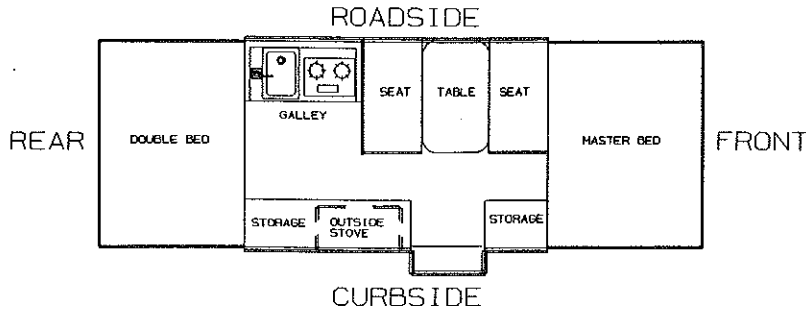 ROADSIDE
SEAT
TABLE
SEAT
GALLEY
REAR
DOUBLE BED
MASTER BED
FRONT
STORAGE
OUTSIDE
STOVE
STORAGE
CURBSIDE